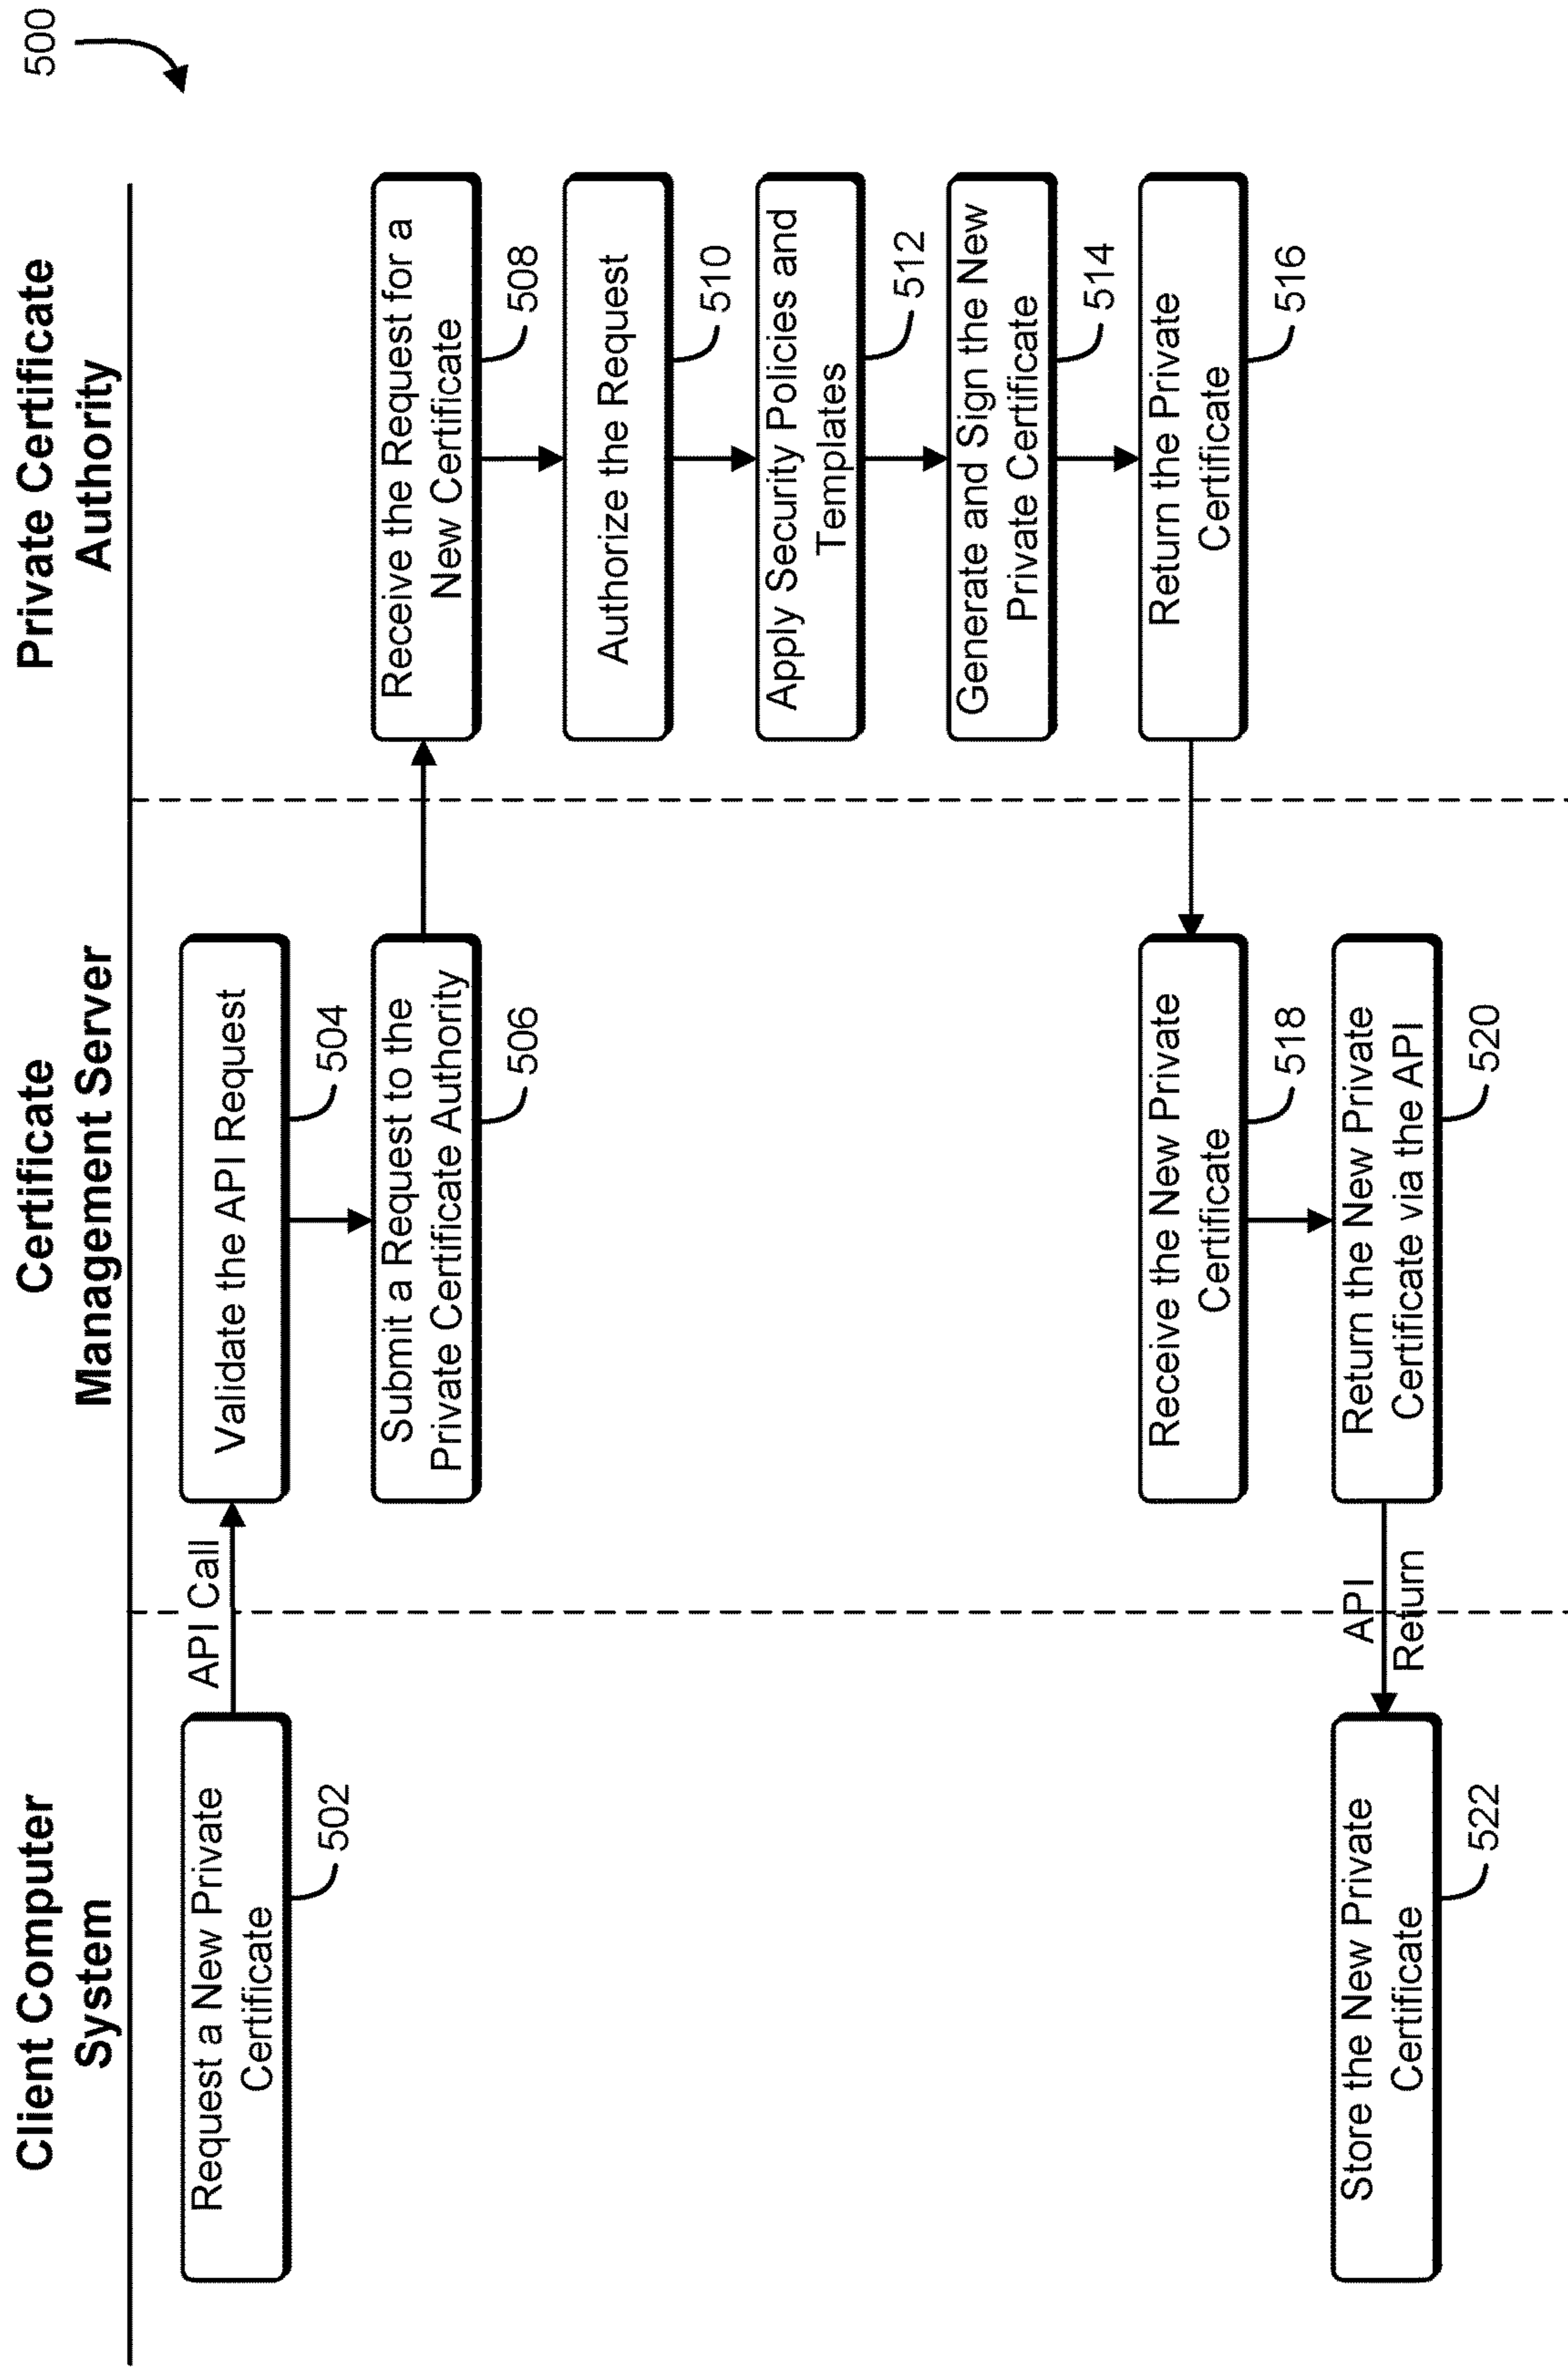 500
Client Computer
System
Certificate
Management Server
Private Certificate
Authority
Request a New Private
Certificate
502
API Call
Validate the API Request
504
Submit a Request to the
Private Certificate Authority
506
Receive the Request for a
New Certificate
508
Authorize the Request
510
Apply Security Policies and
Templates
512
Generate and Sign the New
Private Certificate
514
Return the Private
Certificate
516
Receive the New Private
Certificate
518
Return the New Private
Certificate via the API
520
API
Return
Store the New Private
Certificate
522